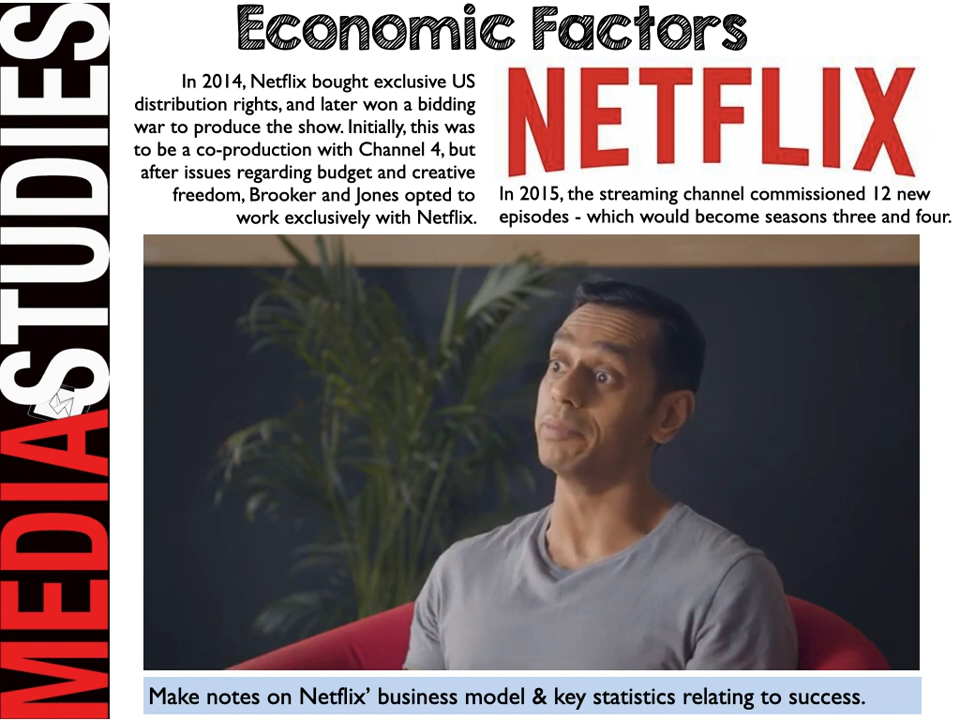 MEDIASTUDIES
Economic Factors
In 2014, Netflix bought exclusive US
distribution rights, and later won a bidding
war to produce the show. Initially, this was
to be a co-production with Channel 4, but
after issues regarding budget and creative
freedom, Brooker and Jones opted to
work exclusively with Netflix.
NETFLIX
In 2015, the streaming channel commissioned 12 new
episodes - which would become seasons three and four.
Make notes on Netflix' business model & key statistics relating to success.